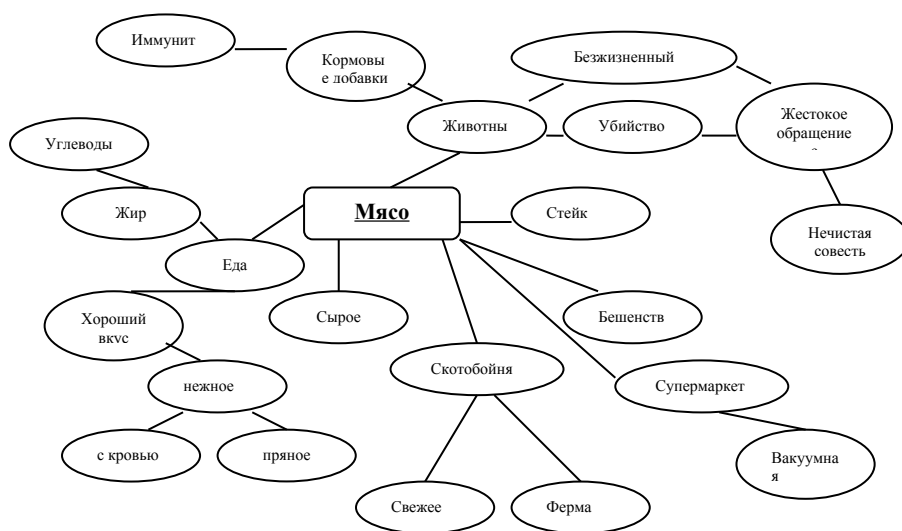 Иммунит
Кормовы
е добавки
Безжизненный
Животны
Убийство
Жестокое
обращение
Углеводы
Жир
Мясо
Стейк
Нечистая
совесть
Еда
Сырое
Бешенств
Хороший
вкус
нежное
Скотобойня
Супермаркет
с кровью
пряное
Вакуумна
я
Свежее
Ферма